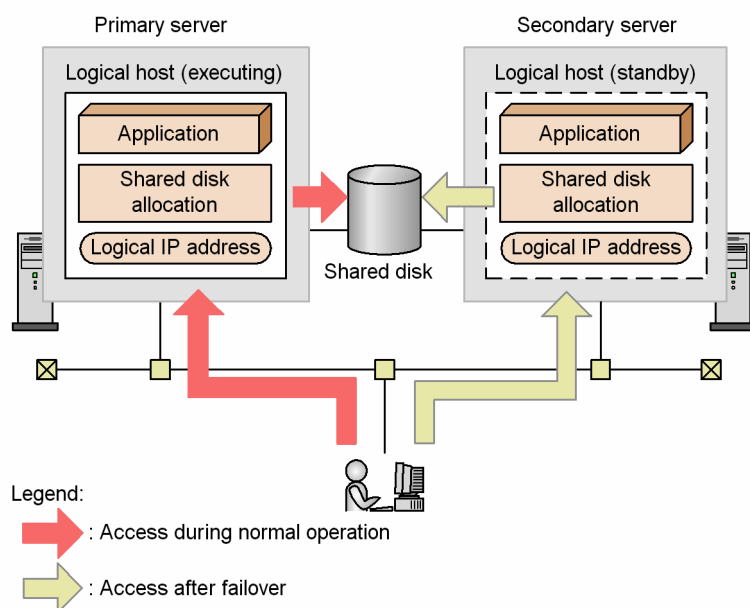 Primary server
Secondary server
Logical host (executing)
Logical host (standby)
Application
Application
Shared disk
allocation
Shared disk
allocation
Logical IP address
Logical IP address
Shared disk
Legend:
: Access during normal operation
: Access after failover